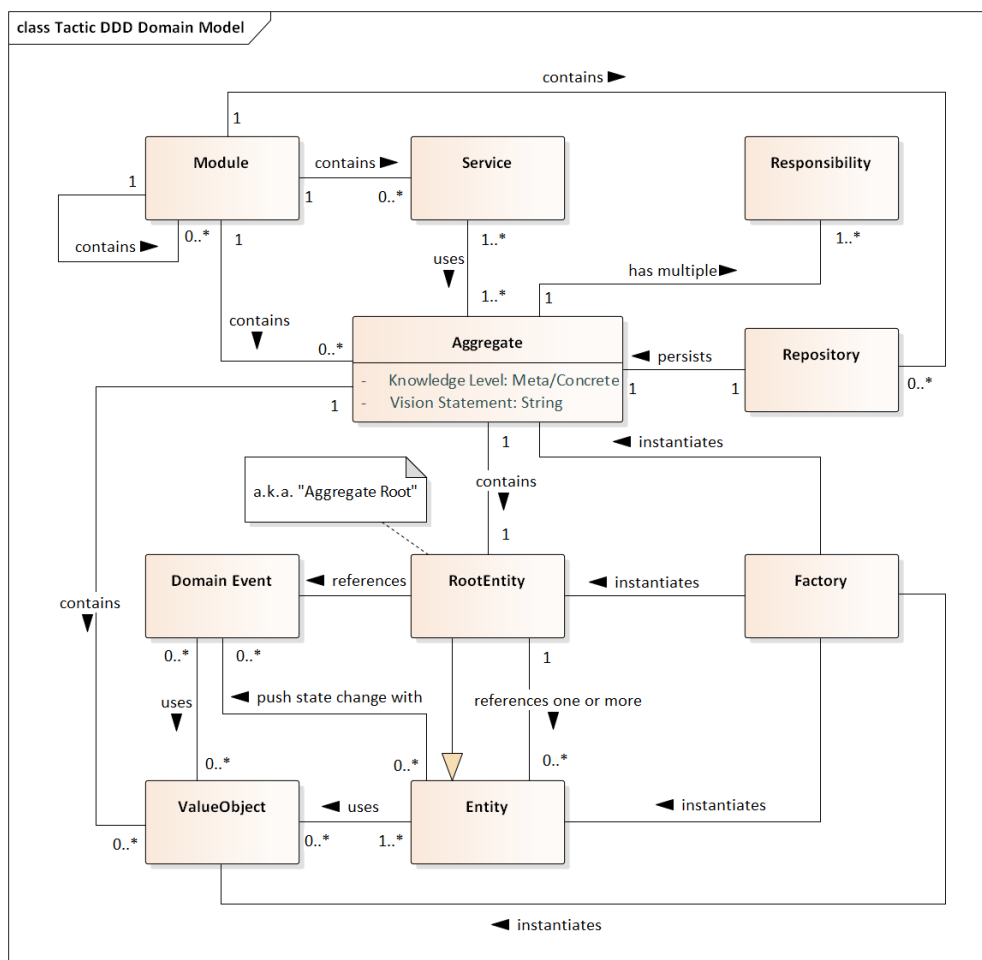 class Tactic DDD Domain Model
contains
1
Module
contains
Service
Responsibility
1
1
0..*
0..*
1
1..*
1..*
contains
uses
has multiple
1..*
1
contains
0..*
Aggregate
persists
Repository
- Knowledge Level: Meta/Concrete
1
1
0..*
- Vision Statement: String
1
1
instantiates
contains
a.k.a. "Aggregate Root"
1
Domain Event
references
RootEntity
instantiates
Factory
contains
0..*
0..*
1
uses
push state change with
references one or more
0..*
0..*
0..*
ValueObject
uses
Entity
instantiates
0..*
0..*
1..*
instantiates